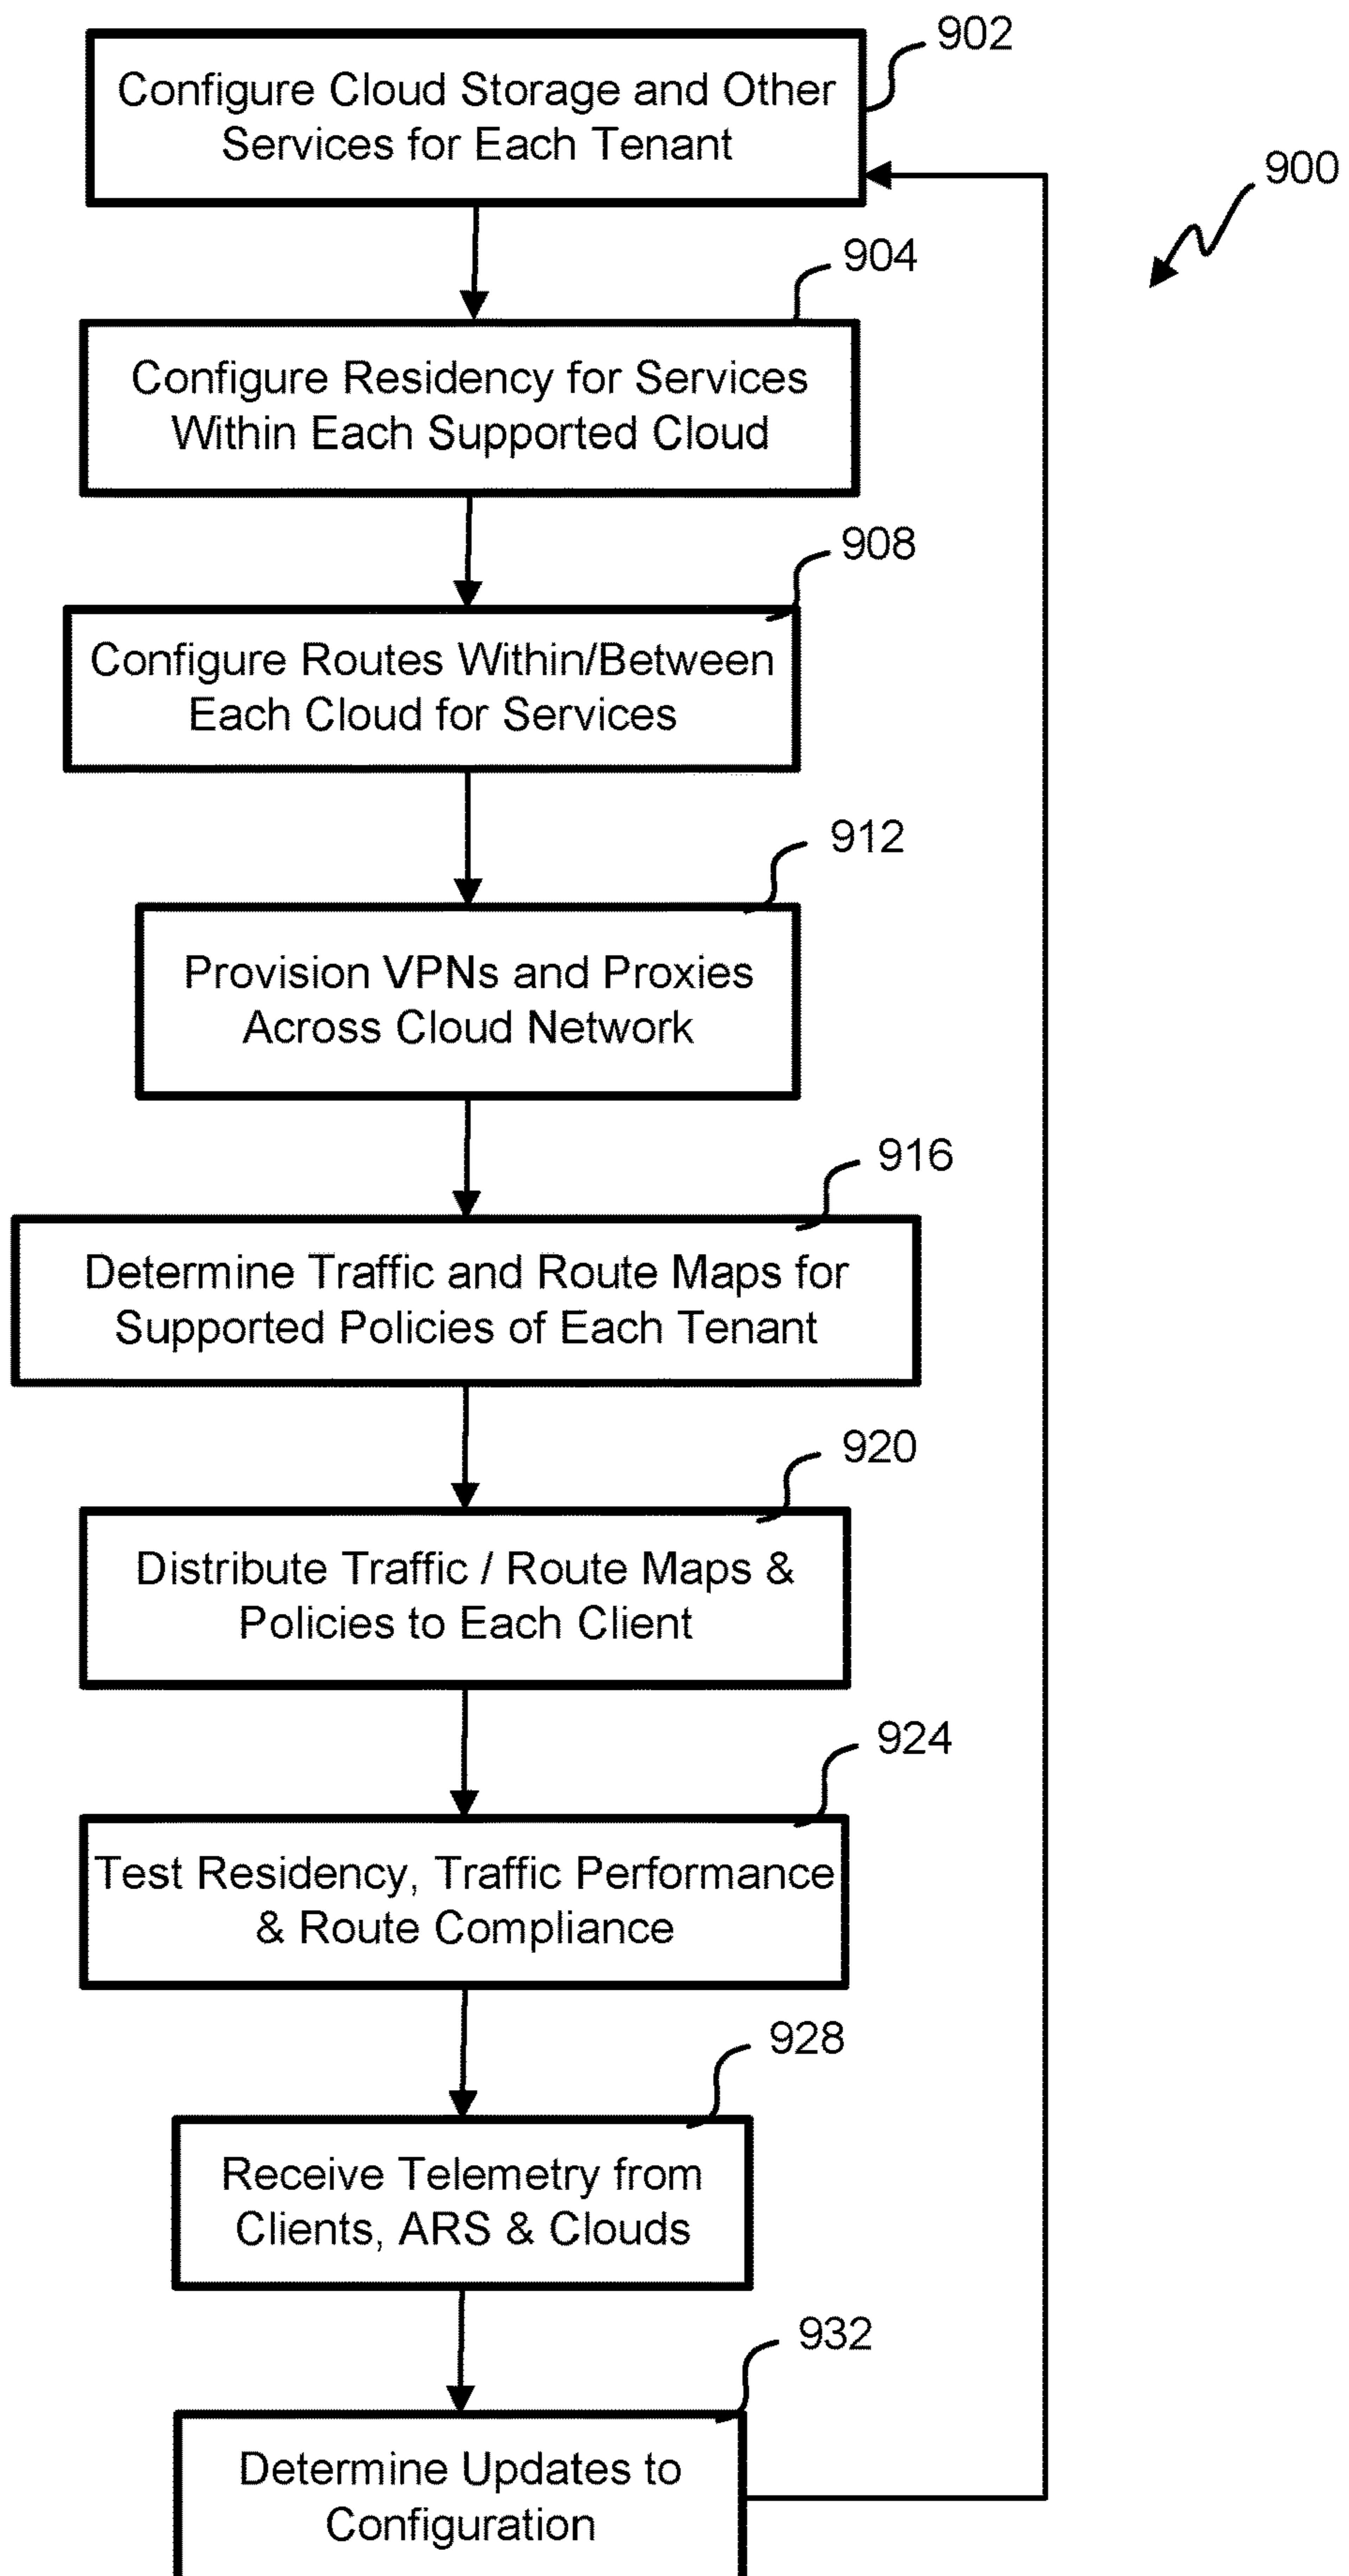 902
Configure Cloud Storage and Other
Services for Each Tenant
900
904
Configure Residency for Services
Within Each Supported Cloud
908
Configure Routes Within/Between
Each Cloud for Services
912
Provision VPNs and Proxies
Across Cloud Network
916
Determine Traffic and Route Maps for
Supported Policies of Each Tenant
920
Distribute Traffic / Route Maps &
Policies to Each Client
924
Test Residency, Traffic Performance
& Route Compliance
928
Receive Telemetry from
Clients, ARS & Clouds
932
Determine Updates to
Configuration